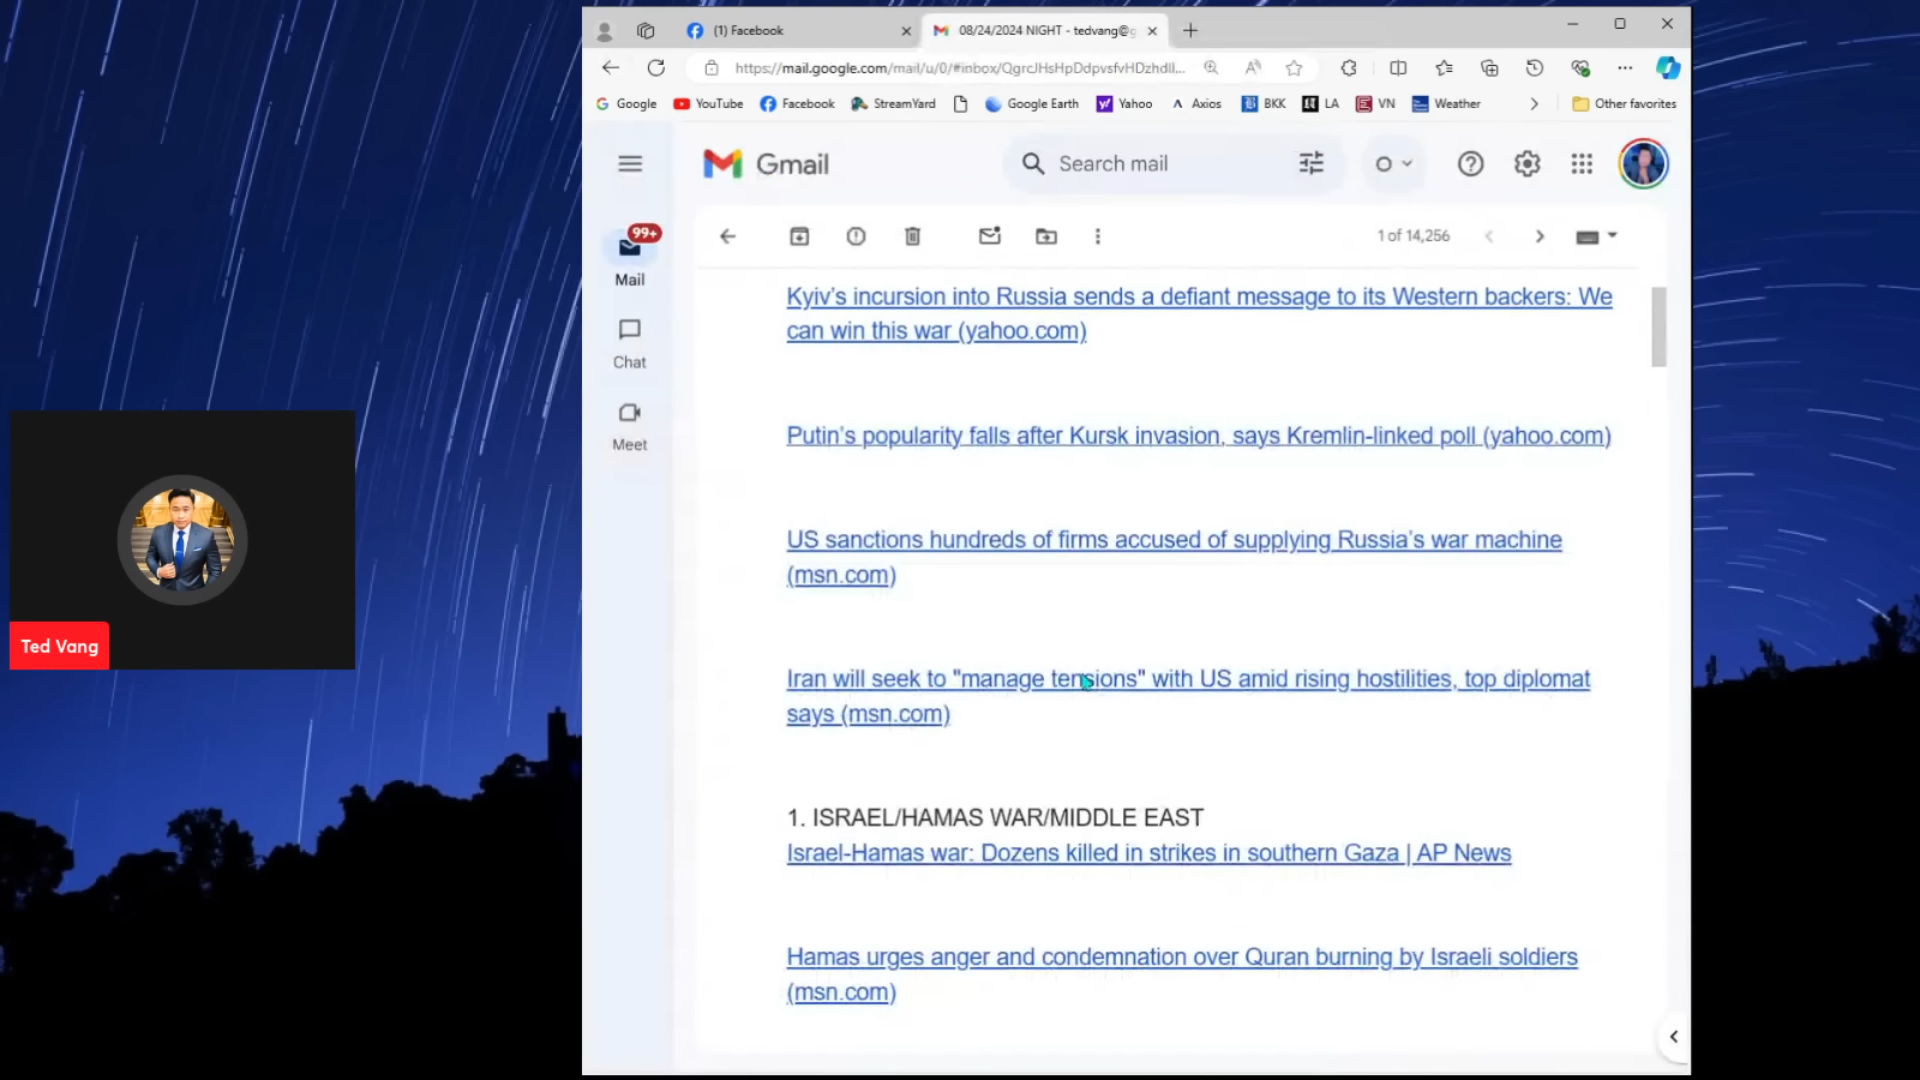 (1) Facebook
08/24/2024 NIGHT - tedvang@g
https://mail.google.com/mail/u/0/#inbox/QgrcJHsHpDdpvsfvHDzhdll...
Google
YouTube
Facebook
StreamYard
Google Earth
Yahoo
Axios
BKK
LA
VN
Weather
Other favorites
Gmail
Search mail
99+
Mail
Chat
Meet
1 of 14,256
Kyiv's incursion into Russia sends a defiant message to its Western backers: We
can win this war (yahoo.com)
Putin's popularity falls after Kursk invasion, says Kremlin-linked poll (yahoo.com)
US sanctions hundreds of firms accused of supplying Russia's war machine
(msn.com)
Iran will seek to "manage tensions" with US amid rising hostilities, top diplomat
says (msn.com)
1. ISRAEL/HAMAS WAR/MIDDLE EAST
Israel-Hamas war: Dozens killed in strikes in southern Gaza | AP News
Hamas urges anger and condemnation over Quran burning by Israeli soldiers
(msn.com)
Ted Vang